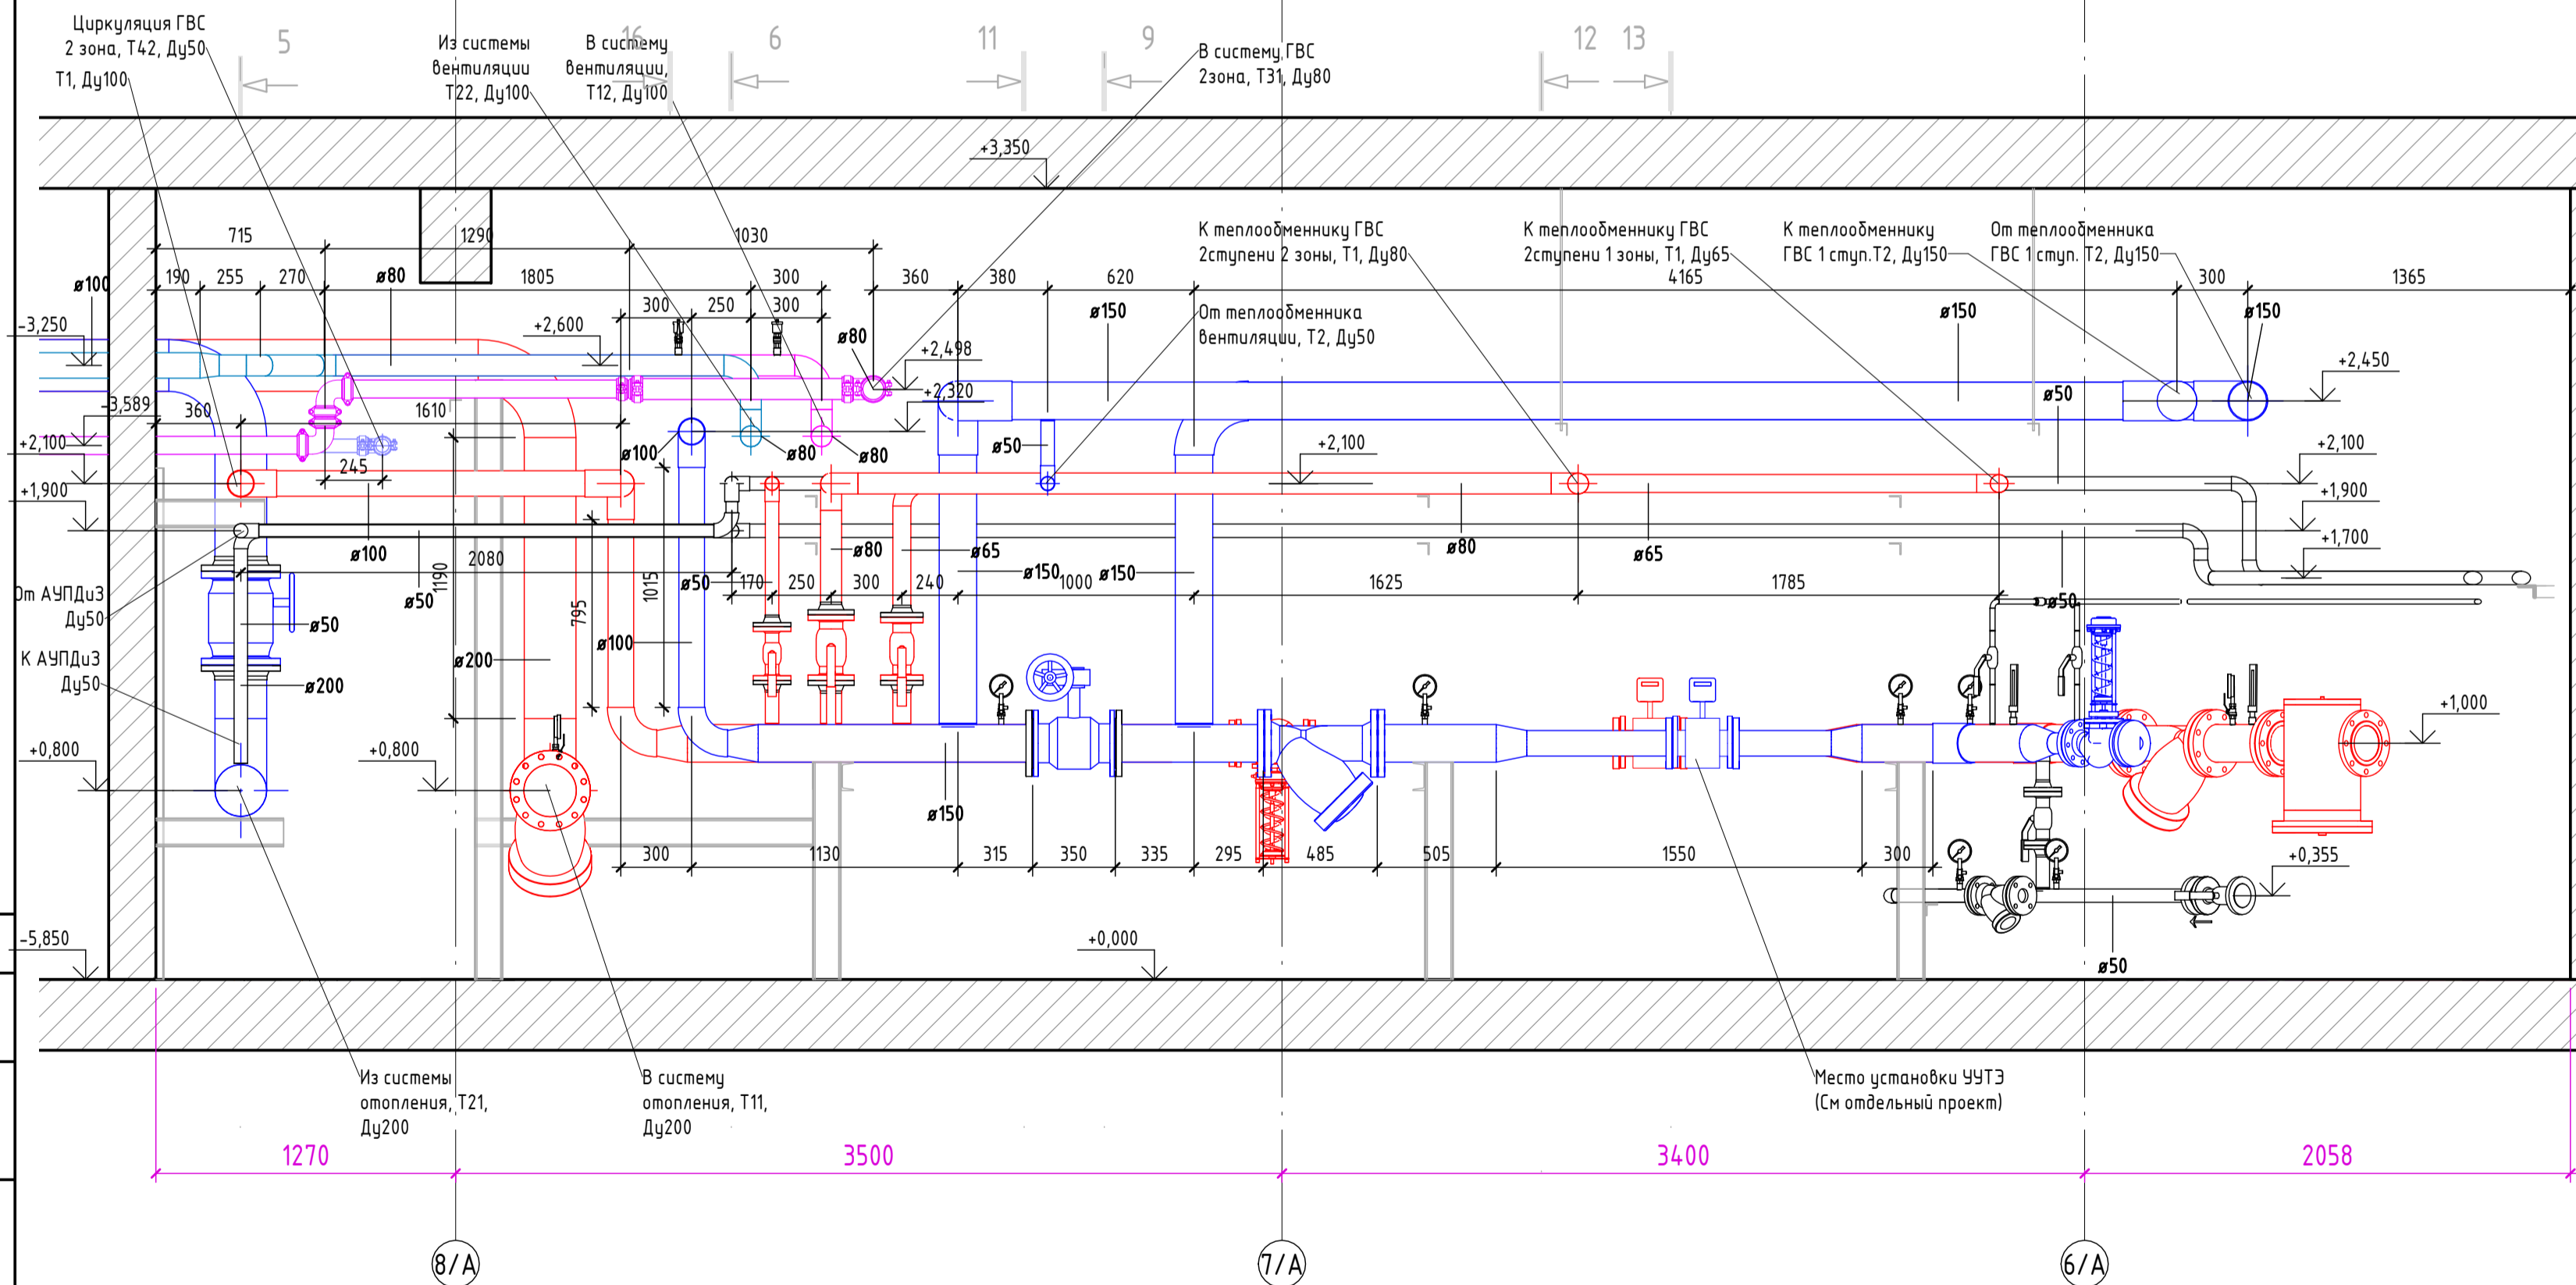 Циркуляция ГВС
2 зона, Т42, Ду50
Т1, Ду100
5
Из системы
вентиляции
Т22, Ду100
16
В систему
вентиляции,
Т12, Ду100
6
11
9
В систему ГВС
2зона, Т31, Ду80
12
13
+3,350
715
1290
1030
К теплообменнику ГВС
2ступени 2 зоны, Т1, Ду80
К теплообменнику ГВС
2ступени 1 зоны, Т1, Ду65
К теплообменнику
ГВС 1 ступ.Т2, Ду150
От теплообменника
ГВС 1 ступ. Т2, Ду150
ø100
190
255
270
ø80
1805
300
360
380
620
4165
300
1365
300
250
300
ø150
От теплообменника
вентиляции, Т2, Ду50
ø150
ø150
-3,250
+2,600
ø80
+2,498
+2,450
+2,320
-3,589
360
1610
ø50
+2,100
245
ø100
ø80
ø80
ø50
+2,100
+2,100
+1,900
+1,900
ø100
2080
ø80
ø65
ø80
ø65
+1,700
От АУПДиЗ
Ду50
ø50
1190
795
1015
ø50
170
250
300
240
ø150
1000
ø150
1625
1785
ø50
ø50
К АУПДиЗ
Ду50
ø200
ø100
ø200
+0,800
+0,800
+1,000
ø150
300
1130
315
350
335
295
485
505
1550
300
+0,355
-5,850
+0,000
ø50
Из системы
отопления, Т21,
Ду200
В систему
отопления, Т11,
Ду200
Место установки УУТЭ
(См отдельный проект)
1270
3500
3400
2058
8/А
7/А
6/А